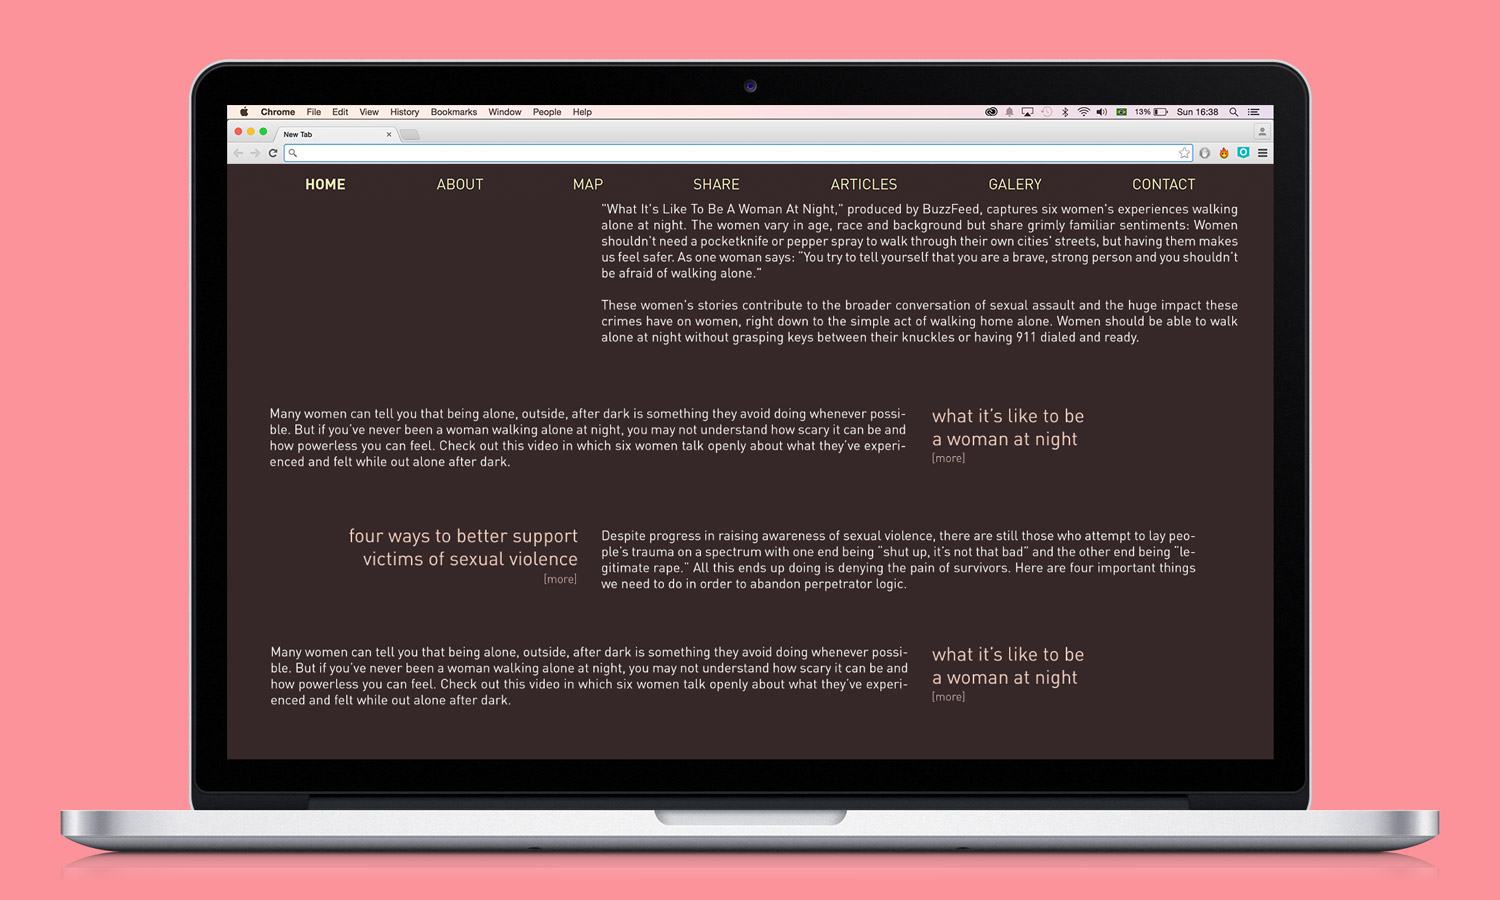 Chrome File Edit View History Bookmarks Window People Help 13% Sun 16:38
New Tab
HOME ABOUT MAP SHARE ARTICLES GALERY CONTACT
"What It's Like To Be A Woman At Night," produced by BuzzFeed, captures six women's experiences walking
alone at night. The women vary in age, race and background but share grimly familiar sentiments: Women
shouldn't need a pocketknife or pepper spray to walk through their own cities' streets, but having them makes
us feel safer. As one woman says: "You try to tell yourself that you are a brave, strong person and you shouldn't
be afraid of walking alone."
These women's stories contribute to the broader conversation of sexual assault and the huge impact these
crimes have on women, right down to the simple act of walking home alone. Women should be able to walk
alone at night without grasping keys between their knuckles or having 911 dialed and ready.
Many women can tell you that being alone, outside, after dark is something they avoid doing whenever possi-
ble. But if you've never been a woman walking alone at night, you may not understand how scary it can be and
how powerless you can feel. Check out this video in which six women talk openly about what they've experi-
enced and felt while out alone after dark.
what it's like to be
a woman at night
[more]
four ways to better support
victims of sexual violence
[more]
Despite progress in raising awareness of sexual violence, there are still those who attempt to lay peo-
ple's trauma on a spectrum with one end being "shut up, it's not that bad" and the other end being "le-
gitimate rape." All this ends up doing is denying the pain of survivors. Here are four important things
we need to do in order to abandon perpetrator logic.
Many women can tell you that being alone, outside, after dark is something they avoid doing whenever possi-
ble. But if you've never been a woman walking alone at night, you may not understand how scary it can be and
how powerless you can feel. Check out this video in which six women talk openly about what they've experi-
enced and felt while out alone after dark.
what it's like to be
a woman at night
[more]